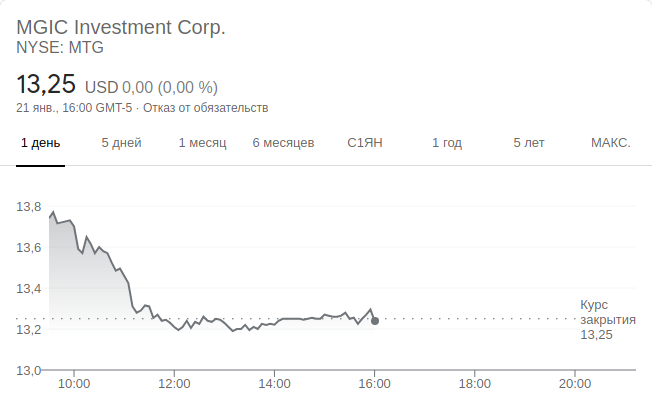 MGIC Investment Corp.
NYSE: MTG
13,25 USD 0,00 (0,00 %)
21 янв., 16:00 GMT-5 · Отказ от обязательств
1 день 5 дней 1 месяц 6 месяцев С1ЯН 1 год 5 лет МАКС.
13,8
13,6
13,4
Курс
закрытия
13,25
13,2
13,0
10:00 12:00 14:00 16:00 18:00 20:00